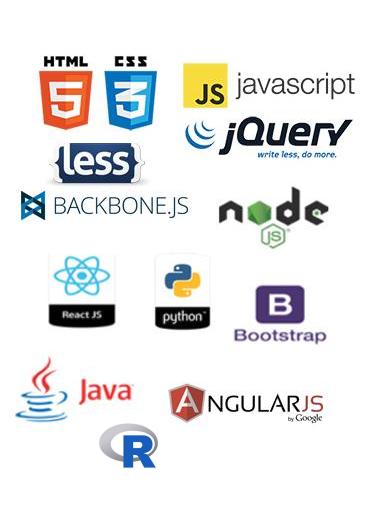 HTML CSS
5 3
JS javascript
jQuery
write less, do more.
{less}
BACKBONE.JS
node
JS
React JS
python
B
Bootstrap
Java
ANGULARJS
by Google
R